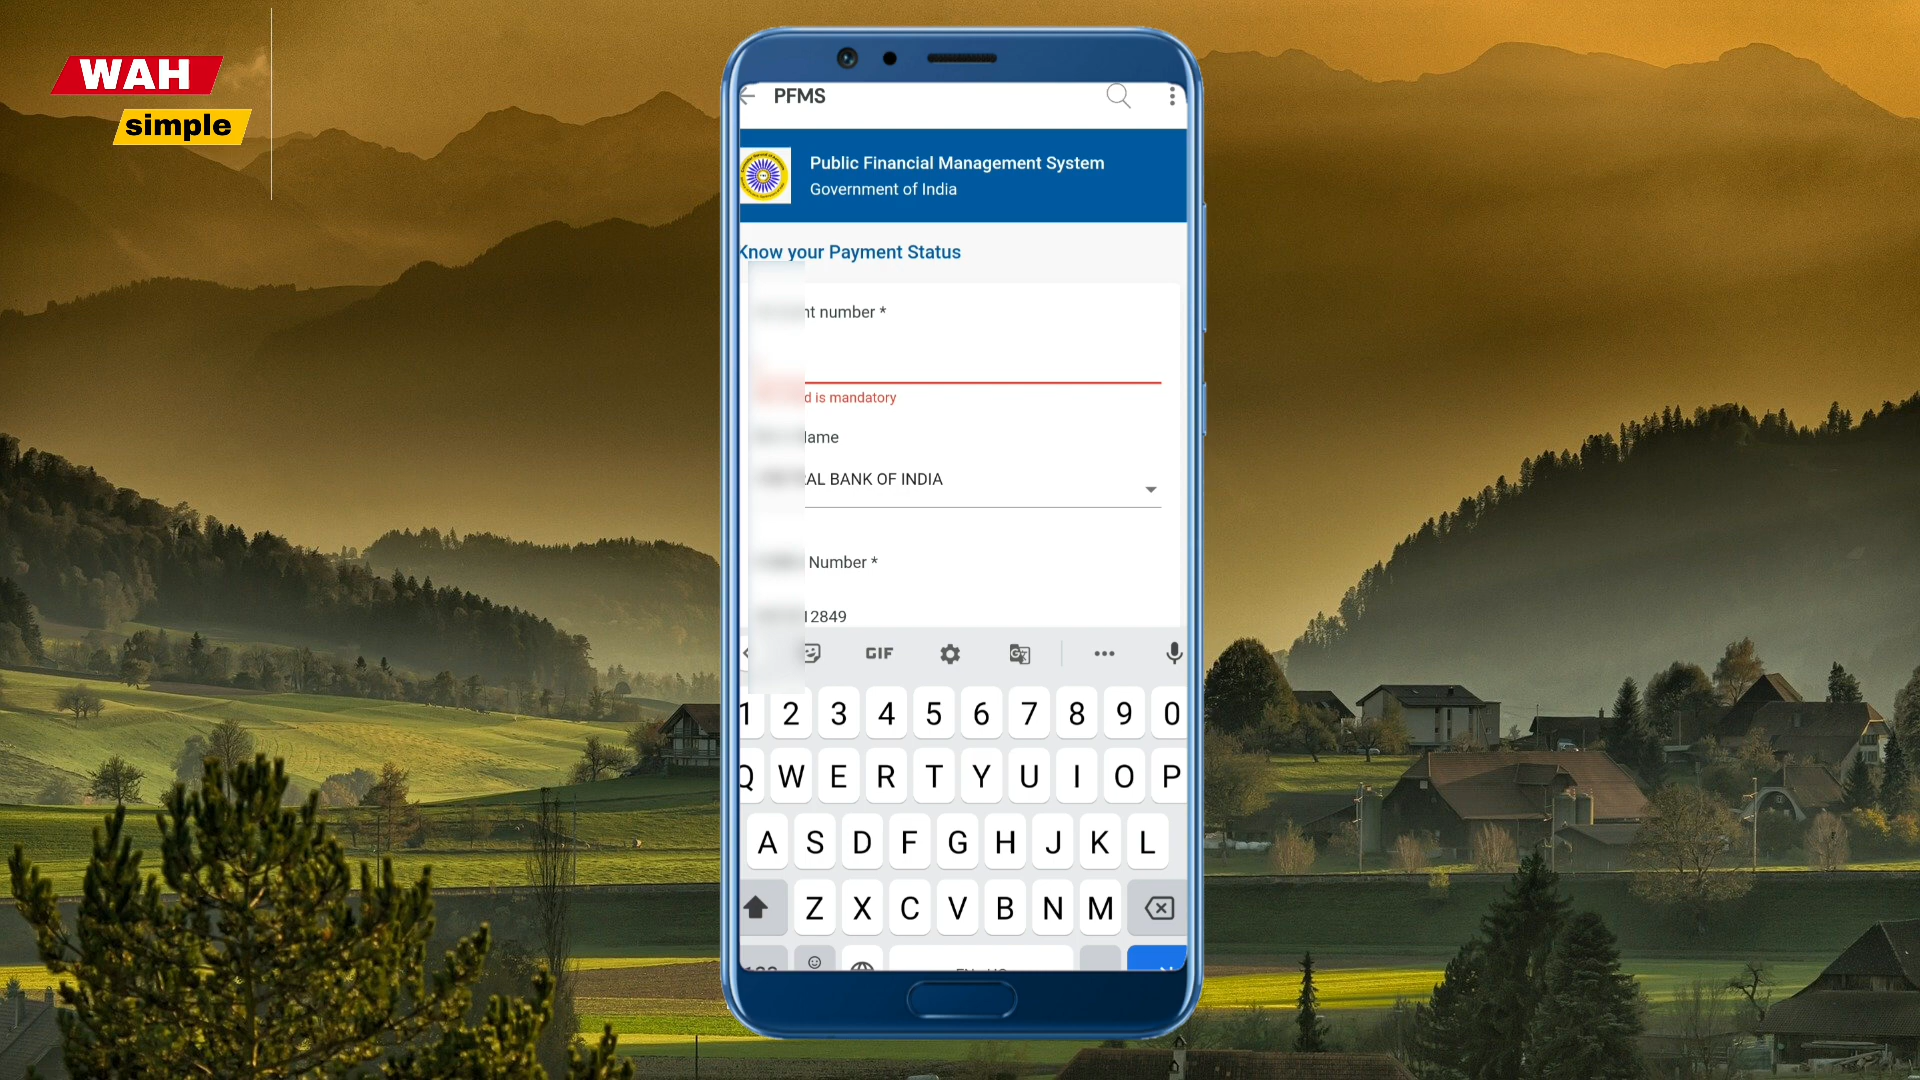 WAH
simple
PFMS
Public Financial Management System
Government of India
Know your Payment Status
nt number *
d is mandatory
lame
AL BANK OF INDIA
Number *
12849
GIF
1 2 3 4 5 6 7 8 9 0
Q W E R T Y U I O P
A S D F G H J K L
Z X C V B N M